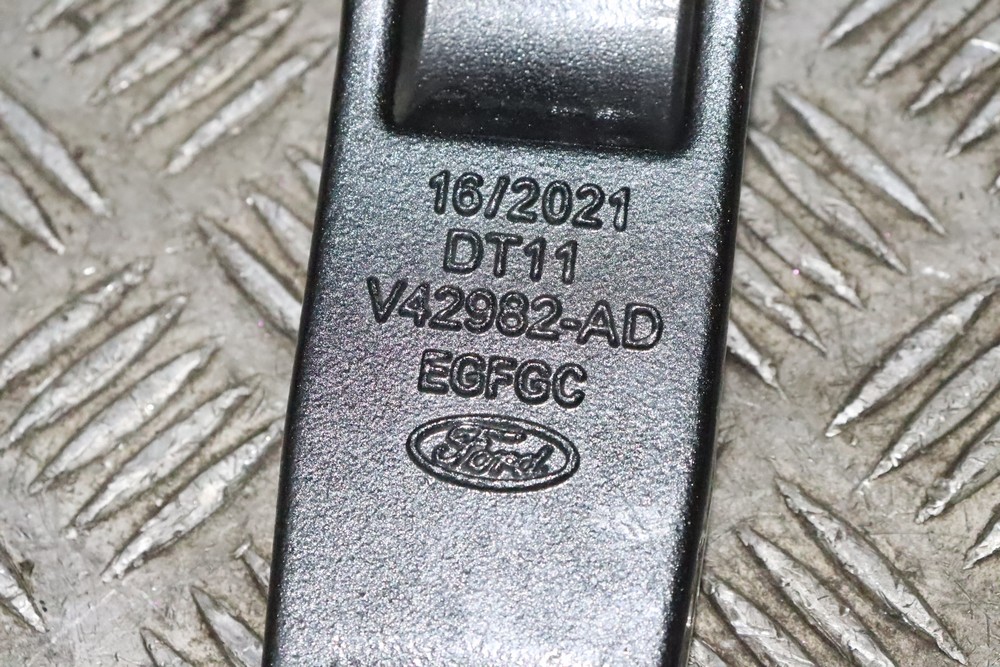 16/2021
DT11
V42982-AD
EGFGC
Ford